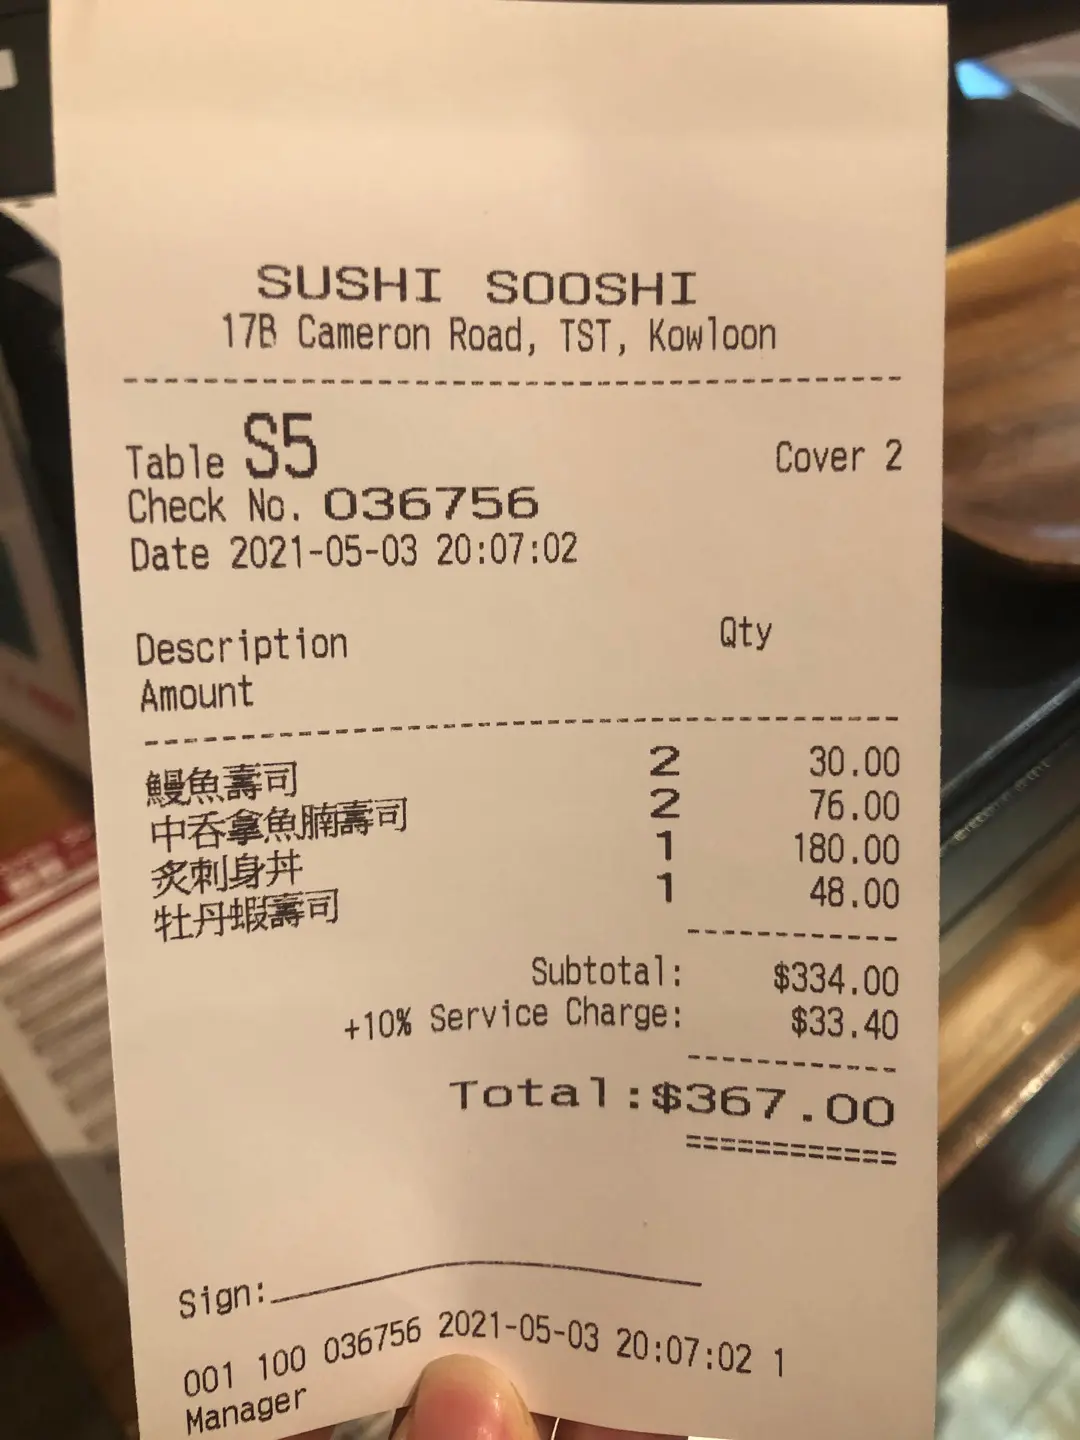 SUSHI SOOSHI
17B Cameron Road, TST, Kowloon
Table S5 Cover 2
Check No. 036756
Date 2021-05-03 20:07:02
Description Qty
Amount
鰻魚壽司 2 30.00
中吞拿魚腩壽司 2 76.00
炙刺身丼 1 180.00
牡丹蝦壽司 1 48.00
Subtotal: $334.00
+10% Service Charge: $33.40
Total:$367.00
Sign:
001 100 036756 2021-05-03 20:07:02 1
Manager